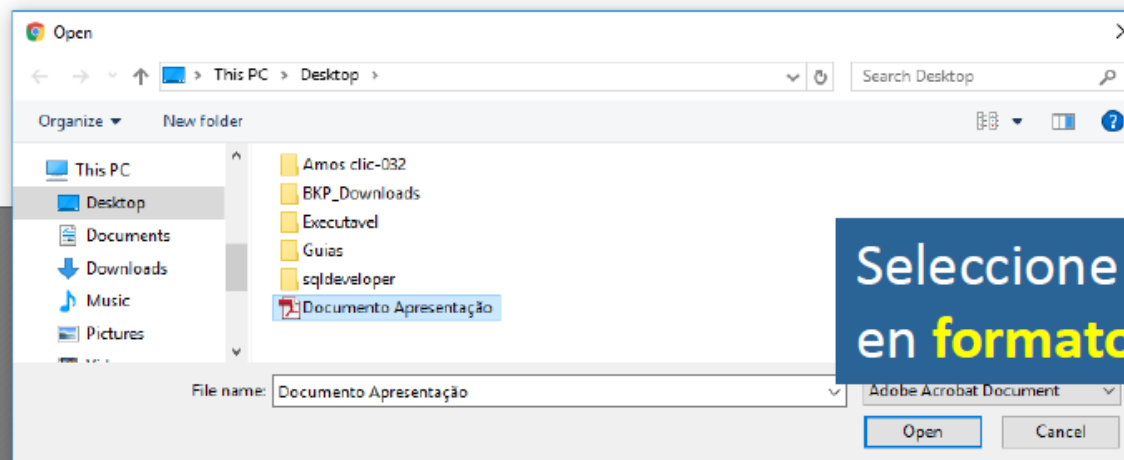 Open
This PC > Desktop >
Search Desktop
Organize
New folder
This PC
Desktop
Documents
Downloads
Music
Pictures
Amos clic-032
BKP_Downloads
Executavel
Guias
sqldeveloper
Documento Apresentação
Seleccione
en formato
File name:
Documento Apresentação
Adobe Acrobat Document
Open
Cancel